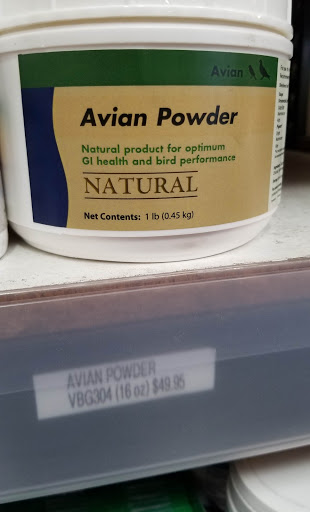 Avian
Avian Powder
Natural product for optimum
GI health and bird performance
NATURAL
Net Contents: 1 lb (0.45 kg)
AVIAN POWDER
VBG304 (16 oz) $49.95